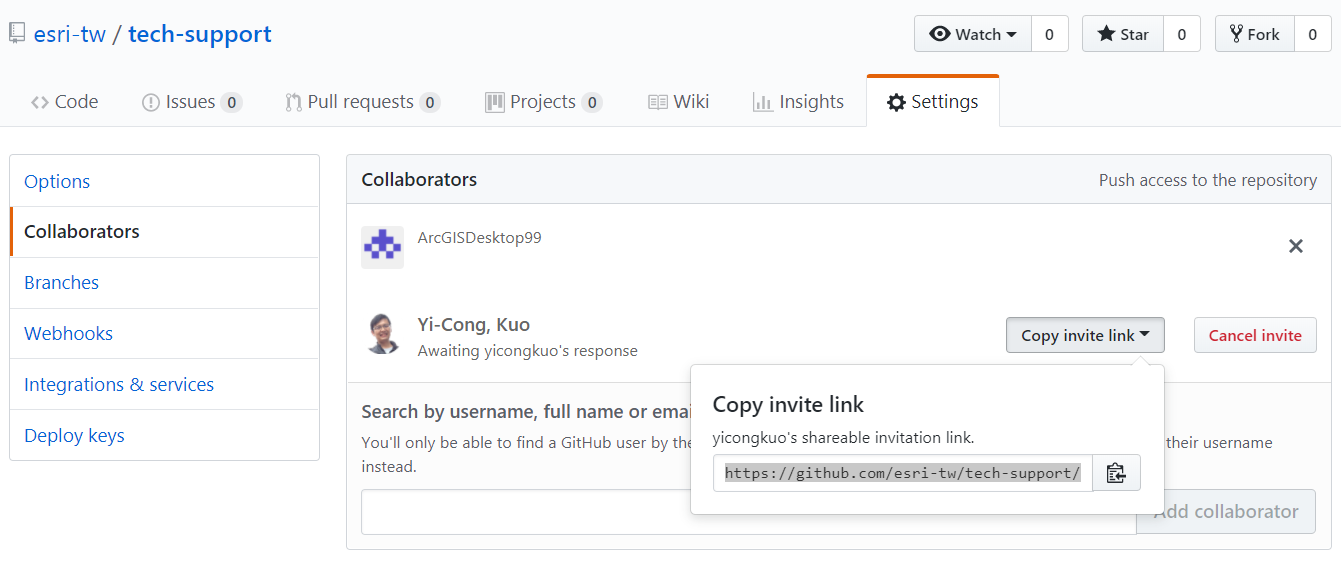 esri-tw / tech-support
Watch 0 Star 0 Fork 0
Code Issues 0 Pull requests 0 Projects 0 Wiki Insights Settings
Options
Collaborators
Branches
Webhooks
Integrations & services
Deploy keys
Collaborators Push access to the repository
ArcGISDesktop99
Yi-Cong, Kuo
Awaiting yicongkuo's response
Copy invite link Cancel invite
Copy invite link
yicongkuo's shareable invitation link.
https://github.com/esri-tw/tech-support/
Search by username, full name or emai
You'll only be able to find a GitHub user by the their username
instead.
Add collaborator